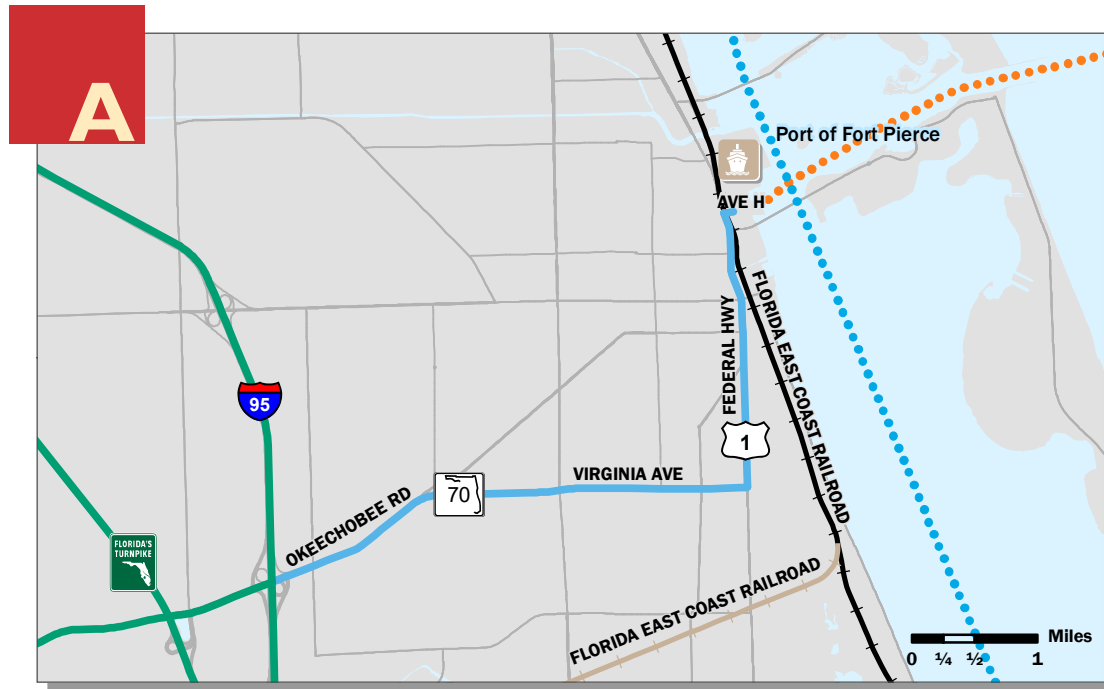 A
Port of Fort Pierce
AVE H
FLORIDA EAST COAST RAILROAD
FEDERAL HWY
95
1
VIRGINIA AVE
70
OKEECHOBEE RD
FLORIDA'S
TURNPIKE
FLORIDA EAST COAST RAILROAD
Miles
0 ¼ ½ 1